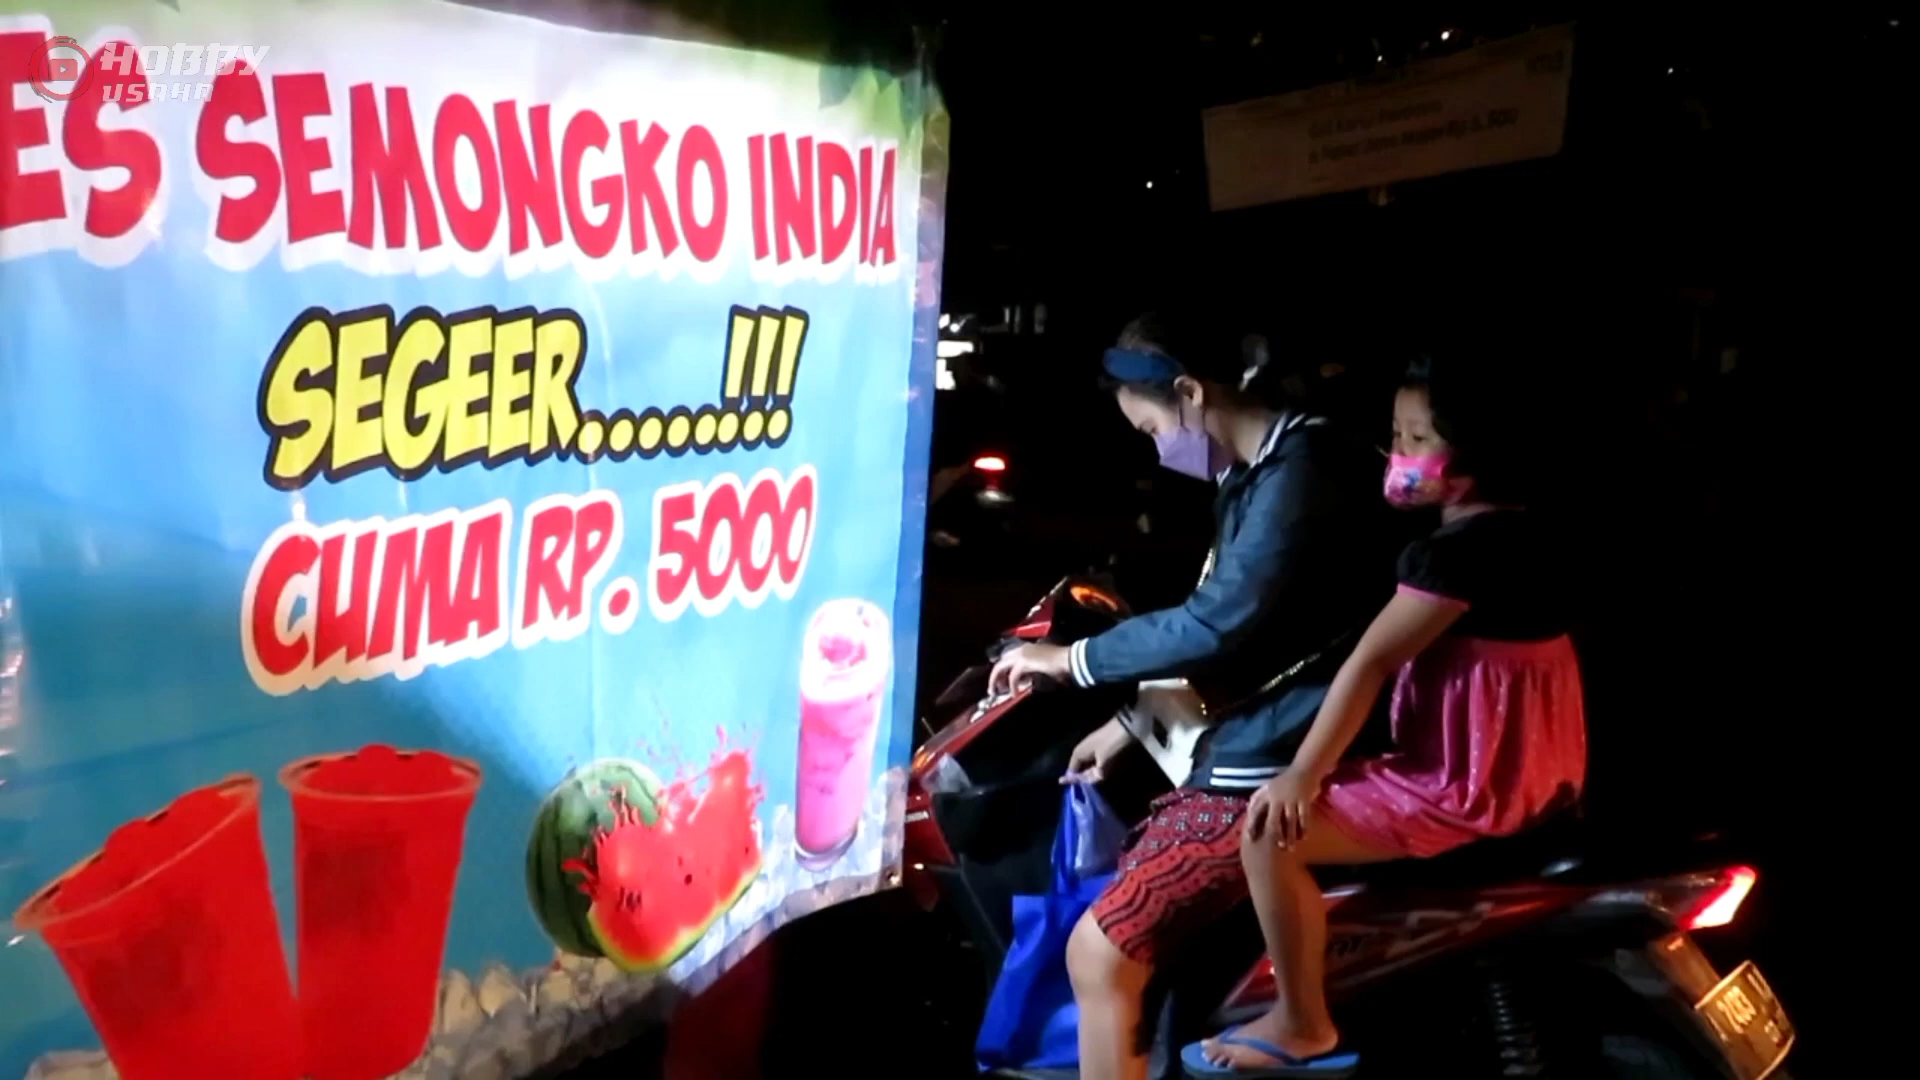 HOBBY
USAHA
ES SEMONGKO INDIA
SEGEER........!!!
CUMA RP. 5000